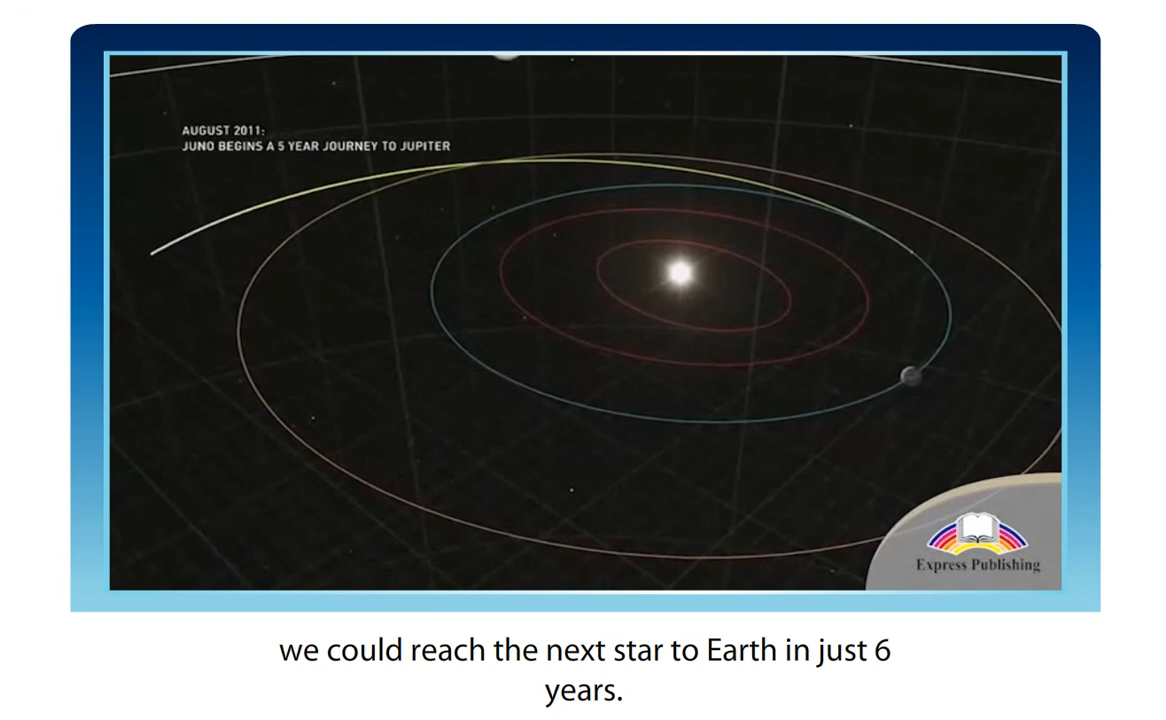 AUGUST 2011:
JUNO BEGINS A 5 YEAR JOURNEY TO JUPITER
Express Publishing
we could reach the next star to Earth in just 6
years.